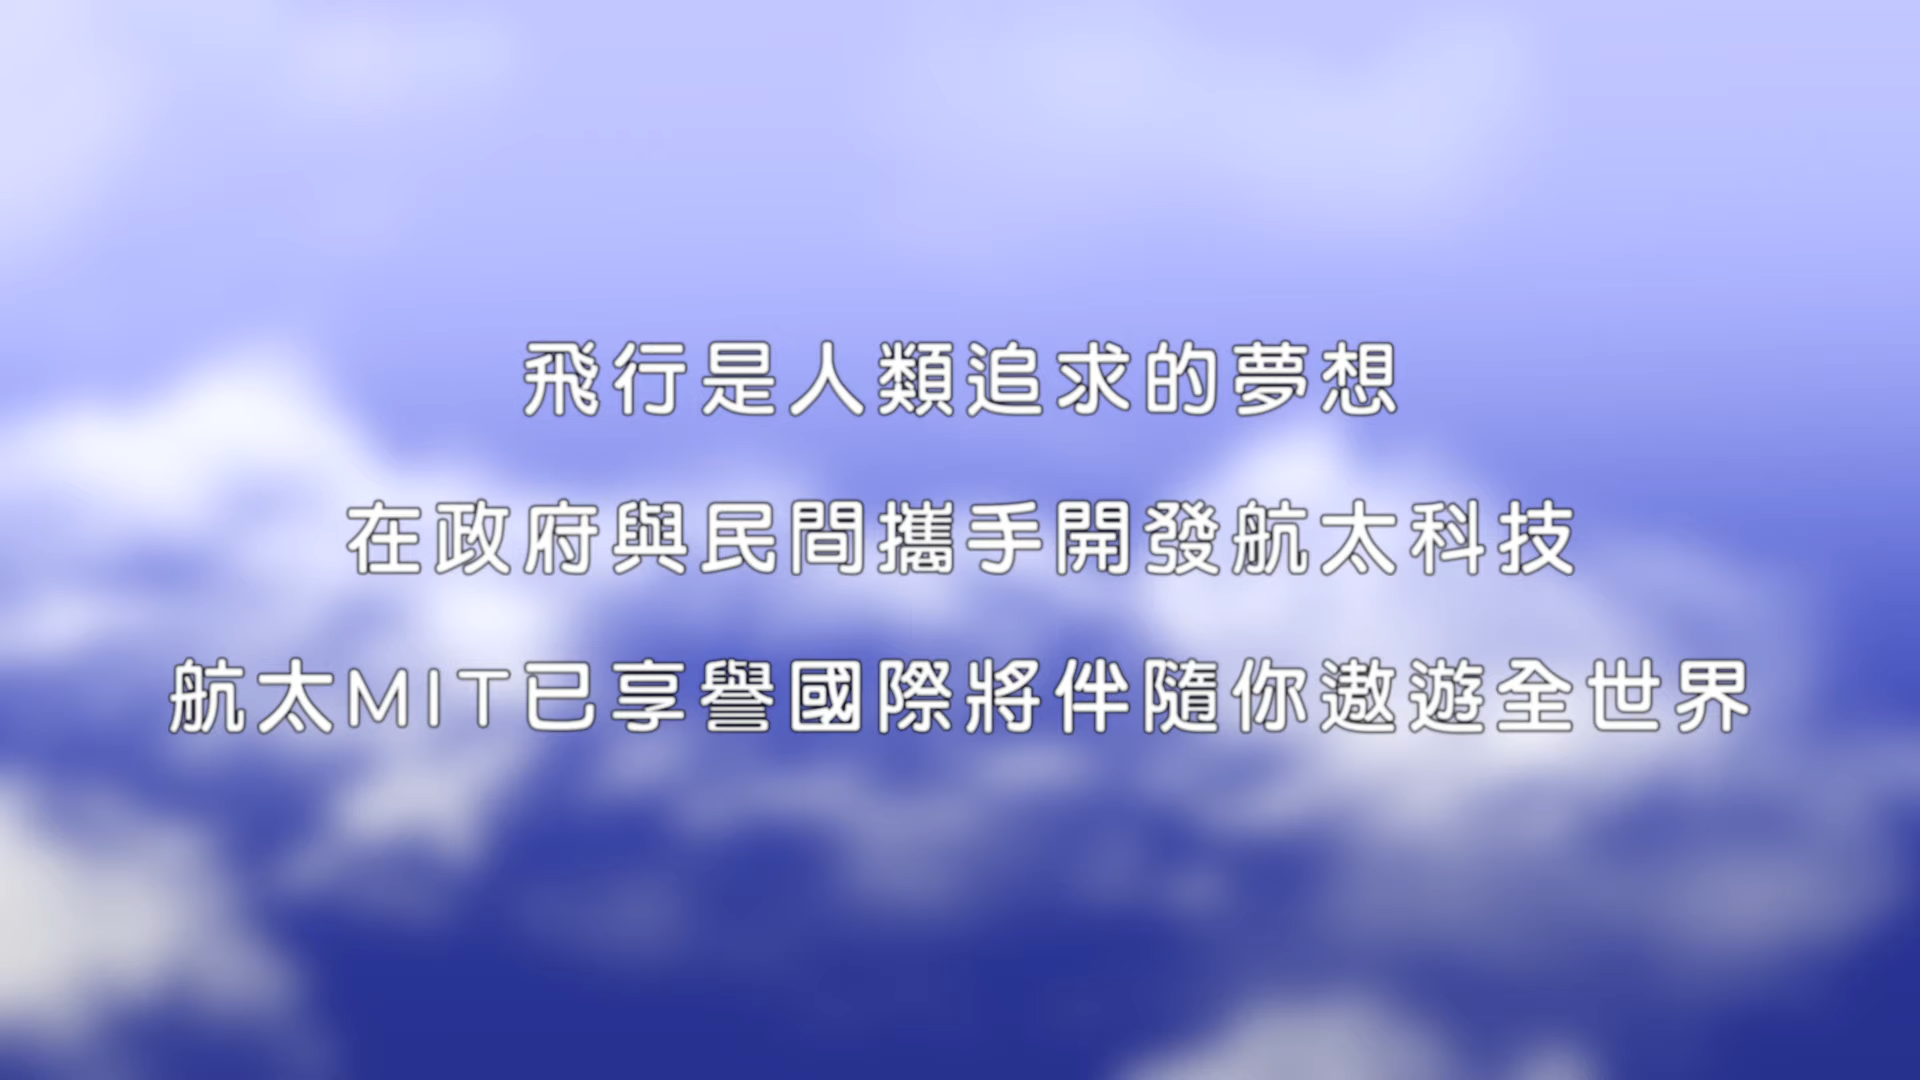 飛行是人類追求的夢想
在政府與民間攜手開發航太科技
航太MIT已享譽國際將伴隨你遨遊全世界